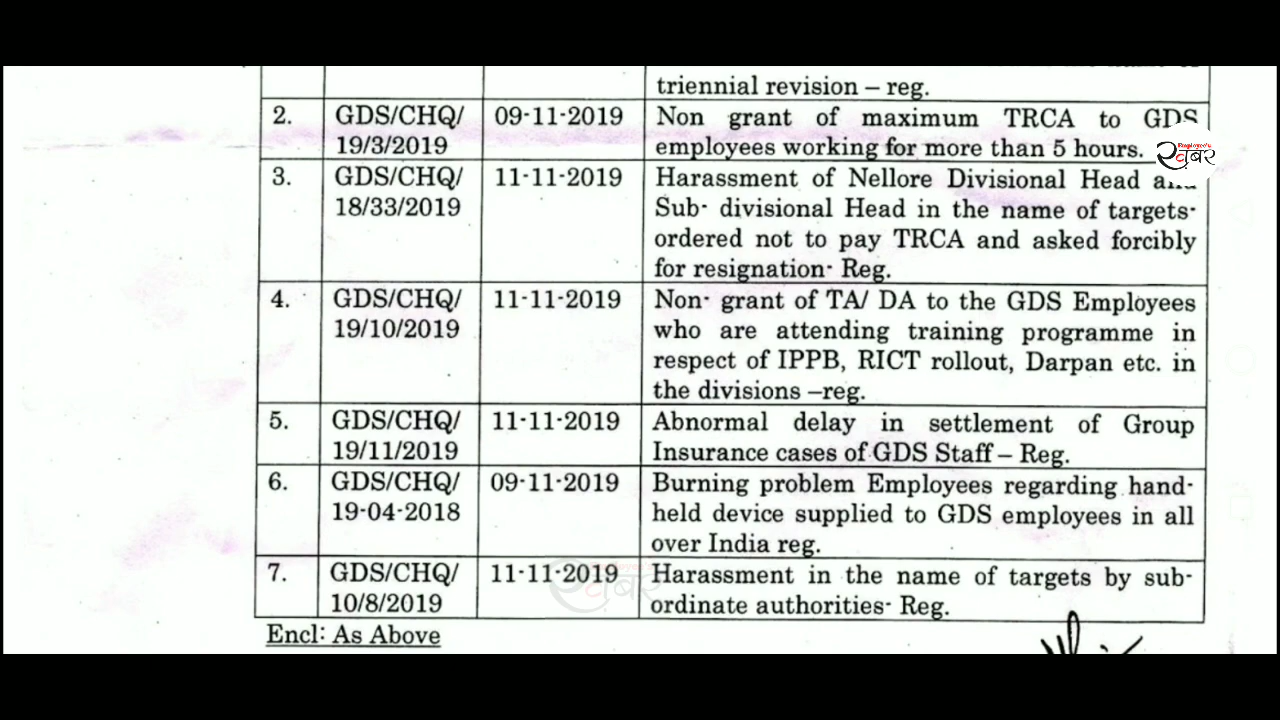 triennial revision – reg.
2. GDS/CHQ/ 09-11-2019 Non grant of maximum TRCA to GDS
19/3/2019 employees working for more than 5 hours.
Employee's
खबर
3. GDS/CHQ/ 11-11-2019 Harassment of Nellore Divisional Head and
18/33/2019 Sub- divisional Head in the name of targets-
ordered not to pay TRCA and asked forcibly
for resignation- Reg.
4. GDS/CHQ/ 11-11-2019 Non- grant of TA/ DA to the GDS Employees
19/10/2019 who are attending training programme in
respect of IPPB, RICT rollout, Darpan etc. in
the divisions –reg.
5. GDS/CHQ/ 11-11-2019 Abnormal delay in settlement of Group
19/11/2019 Insurance cases of GDS Staff – Reg.
6. GDS/CHQ/ 09-11-2019 Burning problem Employees regarding hand-
19-04-2018 held device supplied to GDS employees in all
over India reg.
7. GDS/CHQ/ 11-11-2019 Harassment in the name of targets by sub-
10/8/2019 ordinate authorities- Reg.
खबर
Encl: As Above